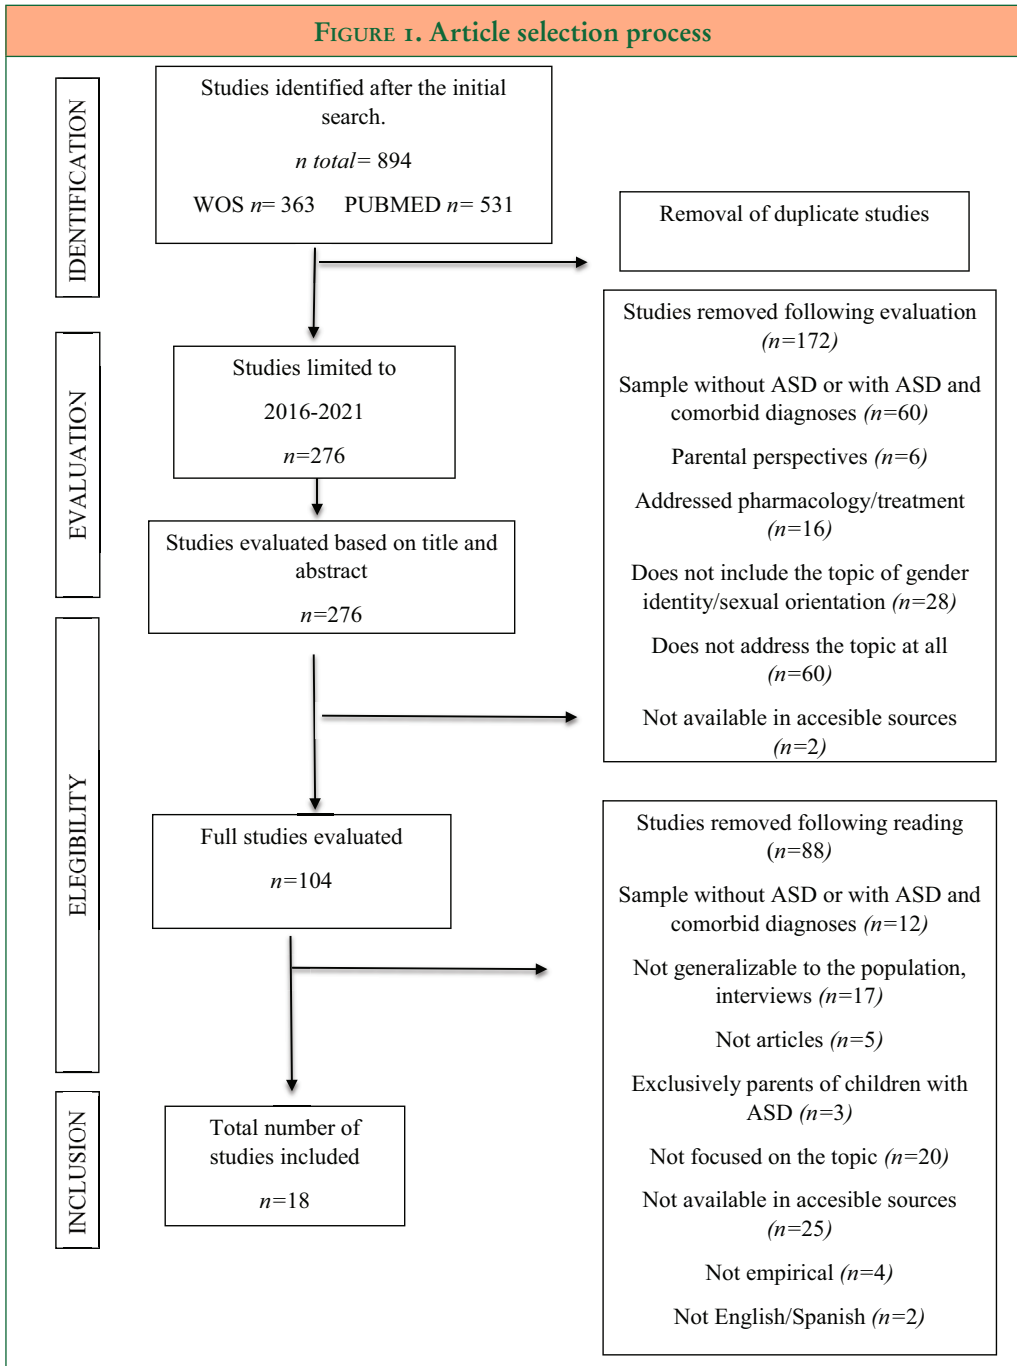 FIGURE 1. Article selection process
IDENTIFICATION
Studies identified after the initial
search.
n total= 894
WOS n= 363 PUBMED n= 531
Removal of duplicate studies
EVALUATION
Studies limited to
2016-2021
n=276
Studies evaluated based on title and
abstract
n=276
Studies removed following evaluation
(n=172)
Sample without ASD or with ASD and
comorbid diagnoses (n=60)
Parental perspectives (n=6)
Addressed pharmacology/treatment
(n=16)
Does not include the topic of gender
identity/sexual orientation (n=28)
Does not address the topic at all
(n=60)
Not available in accesible sources
(n=2)
ELEGIBILITY
Full studies evaluated
n=104
Studies removed following reading
(n=88)
Sample without ASD or with ASD and
comorbid diagnoses (n=12)
Not generalizable to the population,
interviews (n=17)
Not articles (n=5)
Exclusively parents of children with
ASD (n=3)
Not focused on the topic (n=20)
Not available in accesible sources
(n=25)
Not empirical (n=4)
Not English/Spanish (n=2)
INCLUSION
Total number of
studies included
n=18